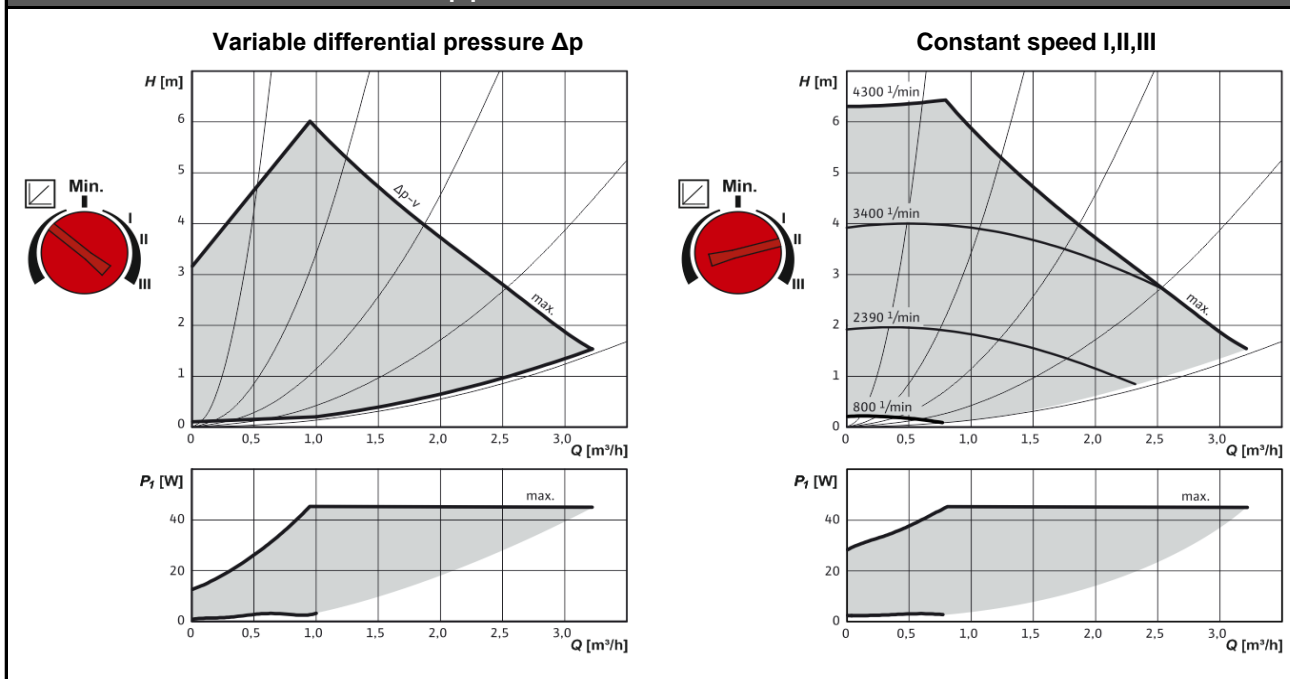 Variable differential pressure Δp
Constant speed I,II,III
H [m]
6
5
4
3
2
1
0
Δp-v
max.
0 0,5 1,0 1,5 2,0 2,5 3,0
Q [m³/h]
Min.
I
II
III
P₁ [W]
40
20
0
max.
0 0,5 1,0 1,5 2,0 2,5 3,0
Q [m³/h]
H [m]
6
5
4
3
2
1
0
4300 ¹/min
3400 ¹/min
2390 ¹/min
800 ¹/min
max.
0 0,5 1,0 1,5 2,0 2,5 3,0
Q [m³/h]
Min.
I
II
III
P₁ [W]
40
20
0
max.
0 0,5 1,0 1,5 2,0 2,5 3,0
Q [m³/h]